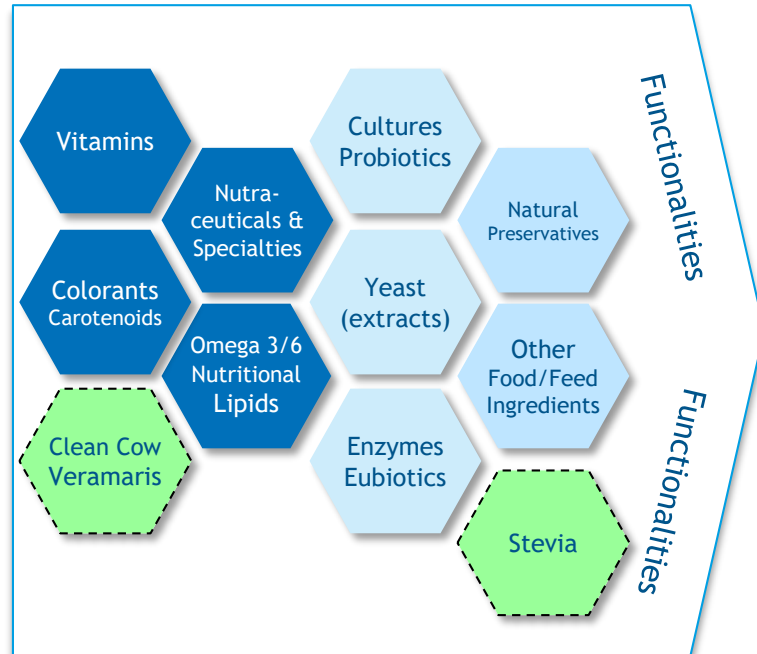 Vitamins
Colorants
Carotenoids
Clean Cow
Veramaris
Nutra-
ceuticals &
Specialties
Omega 3/6
Nutritional
Lipids
Cultures
Probiotics
Yeast
(extracts)
Enzymes
Eubiotics
Natural
Preservatives
Other
Food/Feed
Ingredients
Stevia
Functionalities
Functionalities